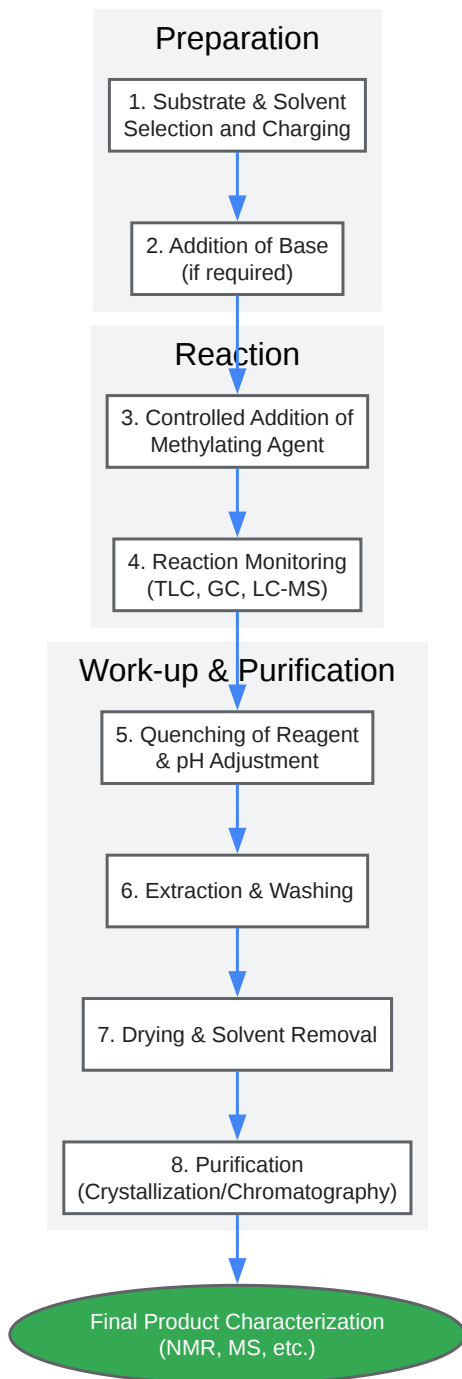 Preparation
1. Substrate & Solvent
Selection and Charging
2. Addition of Base
(if required)
Reaction
3. Controlled Addition of
Methylating Agent
4. Reaction Monitoring
(TLC, GC, LC-MS)
Work-up & Purification
5. Quenching of Reagent
& pH Adjustment
6. Extraction & Washing
7. Drying & Solvent Removal
8. Purification
(Crystallization/Chromatography)
Final Product Characterization
(NMR, MS, etc.)